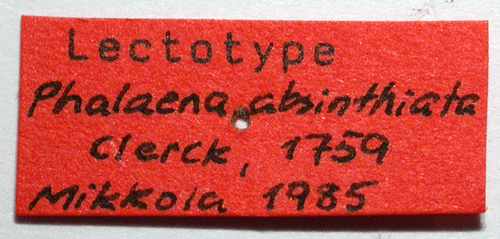 Lectotype
Phalaena absinthiata
Clerck, 1759
Mikkola 1985